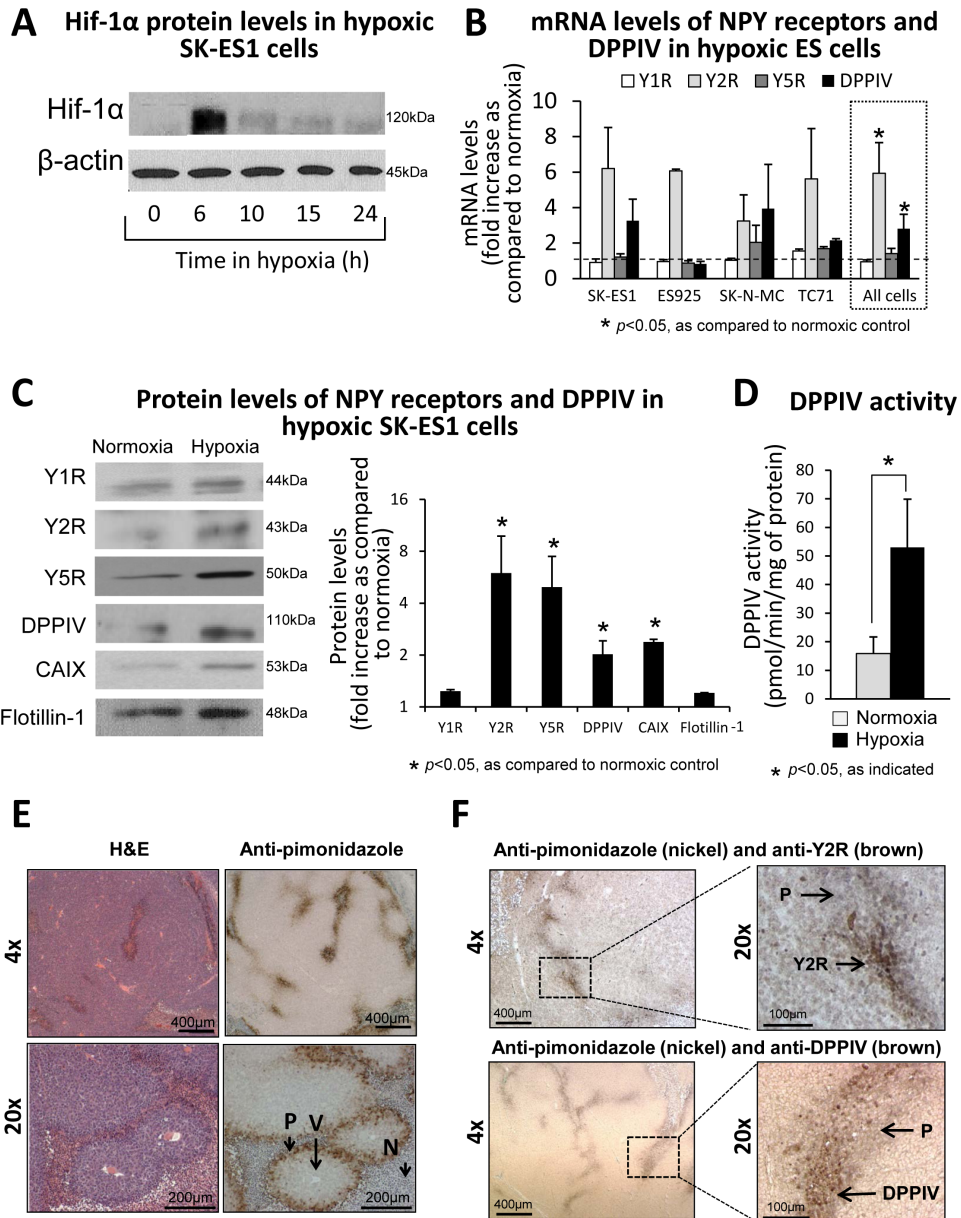 A Hif-1α protein levels in hypoxic
SK-ES1 cells
Hif-1α
120kDa
β-actin
45kDa
0 6 10 15 24
Time in hypoxia (h)
B mRNA levels of NPY receptors and
DPPIV in hypoxic ES cells
Y1R Y2R Y5R DPPIV
mRNA levels
(fold increase as
compared to normoxia)
10
8
6
4
2
0
*
*
SK-ES1 ES925 SK-N-MC TC71 All cells
* p<0.05, as compared to normoxic control
C Protein levels of NPY receptors and DPPIV in
hypoxic SK-ES1 cells
Normoxia Hypoxia
Y1R 44kDa
Y2R 43kDa
Y5R 50kDa
DPPIV 110kDa
CAIX 53kDa
Flotillin-1 48kDa
Protein levels
(fold increase as compared
to normoxia)
16
8
4
2
1
* * * *
Y1R Y2R Y5R DPPIV CAIX Flotillin-1
* p<0.05, as compared to normoxic control
D DPPIV activity
DPPIV activity
(pmol/min/mg of protein)
80
70
60
50
40
30
20
10
0
*
Normoxia
Hypoxia
* p<0.05, as indicated
E
H&E Anti-pimonidazole
4x
400µm 400µm
20x
P V N
200µm 200µm
F
Anti-pimonidazole (nickel) and anti-Y2R (brown)
4x
400µm
20x
P
Y2R
100µm
Anti-pimonidazole (nickel) and anti-DPPIV (brown)
4x
400µm
20x
P
DPPIV
100µm